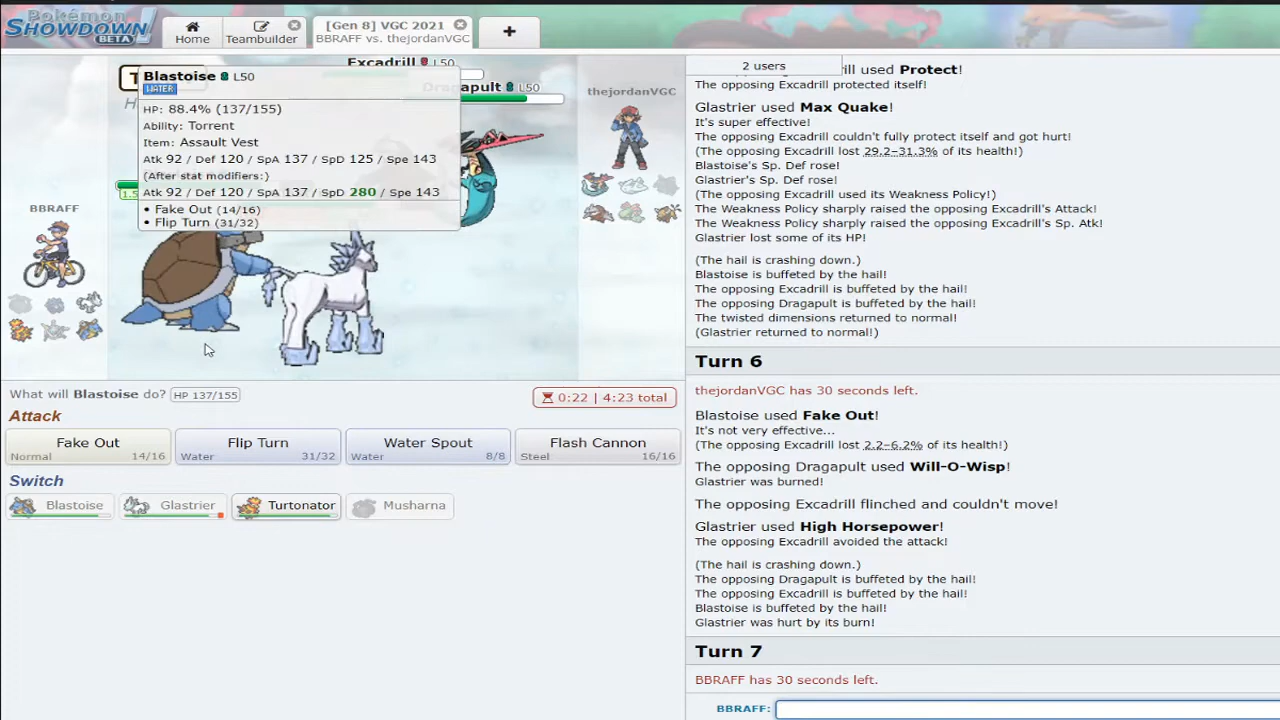 Pokémon
SHOWDOWN!
BETA
Home
Teambuilder
[Gen 8] VGC 2021
BBRAFF vs. thejordanVGC
+
Excadrill L50
Dragapult L50
Blastoise L50
WATER
HP: 88.4% (137/155)
Ability: Torrent
Item: Assault Vest
Atk 92 / Def 120 / SpA 137 / SpD 125 / Spe 143
(After stat modifiers:)
Atk 92 / Def 120 / SpA 137 / SpD 280 / Spe 143
• Fake Out (14/16)
• Flip Turn (31/32)
BBRAFF
thejordanVGC
What will Blastoise do? HP 137/155
0:22 | 4:23 total
Attack
Fake Out
Normal 14/16
Flip Turn
Water 31/32
Water Spout
Water 8/8
Flash Cannon
Steel 16/16
Switch
Blastoise
Glastrier
Turtonator
Musharna
2 users
ill used Protect!
The opposing Excadrill protected itself!
Glastrier used Max Quake!
It's super effective!
The opposing Excadrill couldn't fully protect itself and got hurt!
(The opposing Excadrill lost 29.2–31.3% of its health!)
Blastoise's Sp. Def rose!
Glastrier's Sp. Def rose!
(The opposing Excadrill used its Weakness Policy!)
The Weakness Policy sharply raised the opposing Excadrill's Attack!
The Weakness Policy sharply raised the opposing Excadrill's Sp. Atk!
Glastrier lost some of its HP!
(The hail is crashing down.)
Blastoise is buffeted by the hail!
The opposing Excadrill is buffeted by the hail!
The opposing Dragapult is buffeted by the hail!
The twisted dimensions returned to normal!
(Glastrier returned to normal!)
Turn 6
thejordanVGC has 30 seconds left.
Blastoise used Fake Out!
It's not very effective...
(The opposing Excadrill lost 2.2–6.2% of its health!)
The opposing Dragapult used Will-O-Wisp!
Glastrier was burned!
The opposing Excadrill flinched and couldn't move!
Glastrier used High Horsepower!
The opposing Excadrill avoided the attack!
(The hail is crashing down.)
The opposing Dragapult is buffeted by the hail!
The opposing Excadrill is buffeted by the hail!
Blastoise is buffeted by the hail!
Glastrier was hurt by its burn!
Turn 7
BBRAFF has 30 seconds left.
BBRAFF: